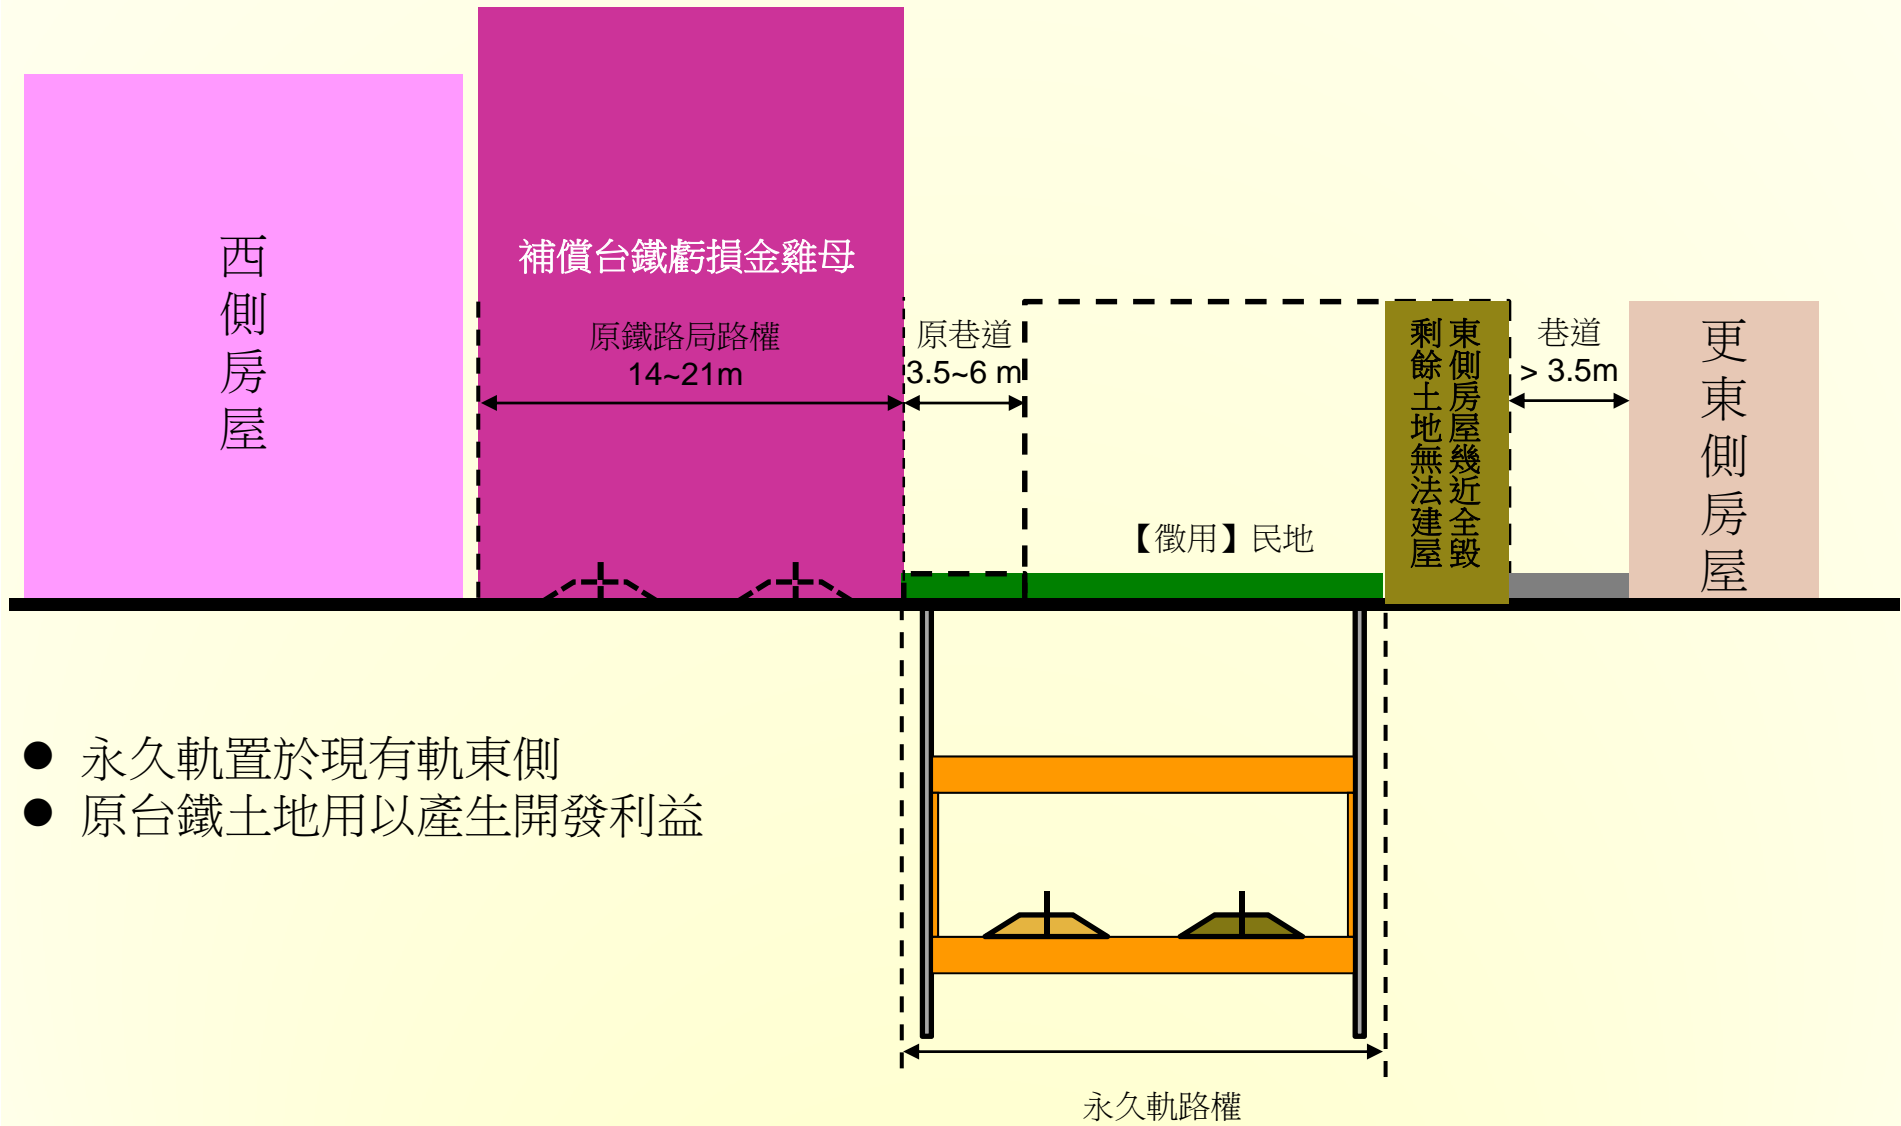 西側房屋
補償台鐵虧損金雞母
原鐵路局路權
14~21m
原巷道
3.5~6 m
【徵用】民地
東側房屋幾近全毀
剩餘土地無法建屋
巷道
> 3.5m
更東側房屋
● 永久軌置於現有軌東側
● 原台鐵土地用以產生開發利益
永久軌路權